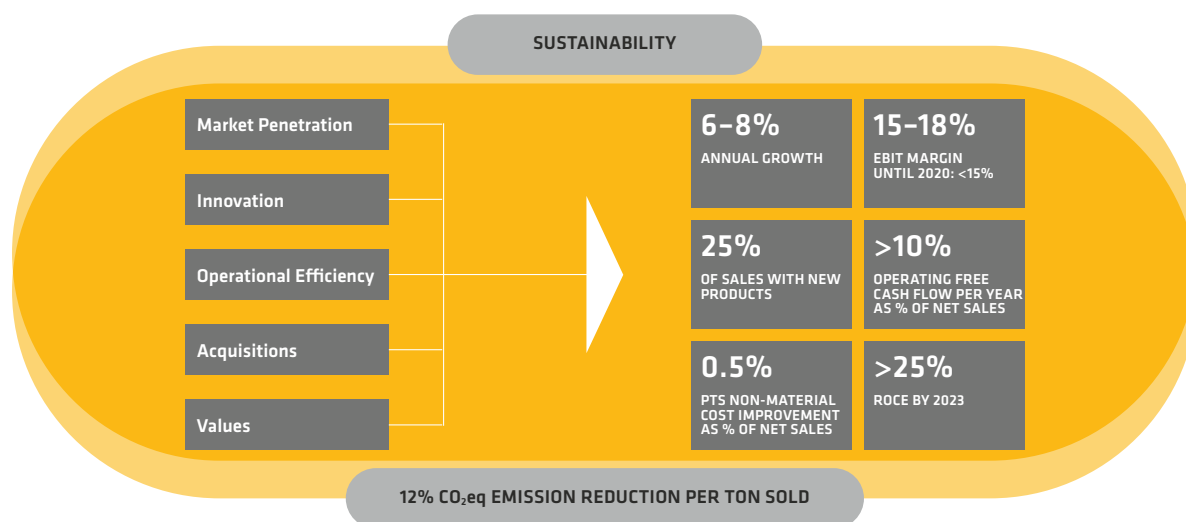 SUSTAINABILITY
Market Penetration
Innovation
Operational Efficiency
Acquisitions
Values
6–8%
ANNUAL GROWTH
15–18%
EBIT MARGIN
UNTIL 2020: <15%
25%
OF SALES WITH NEW
PRODUCTS
>10%
OPERATING FREE
CASH FLOW PER YEAR
AS % OF NET SALES
0.5%
PTS NON-MATERIAL
COST IMPROVEMENT
AS % OF NET SALES
>25%
ROCE BY 2023
12% CO₂eq EMISSION REDUCTION PER TON SOLD